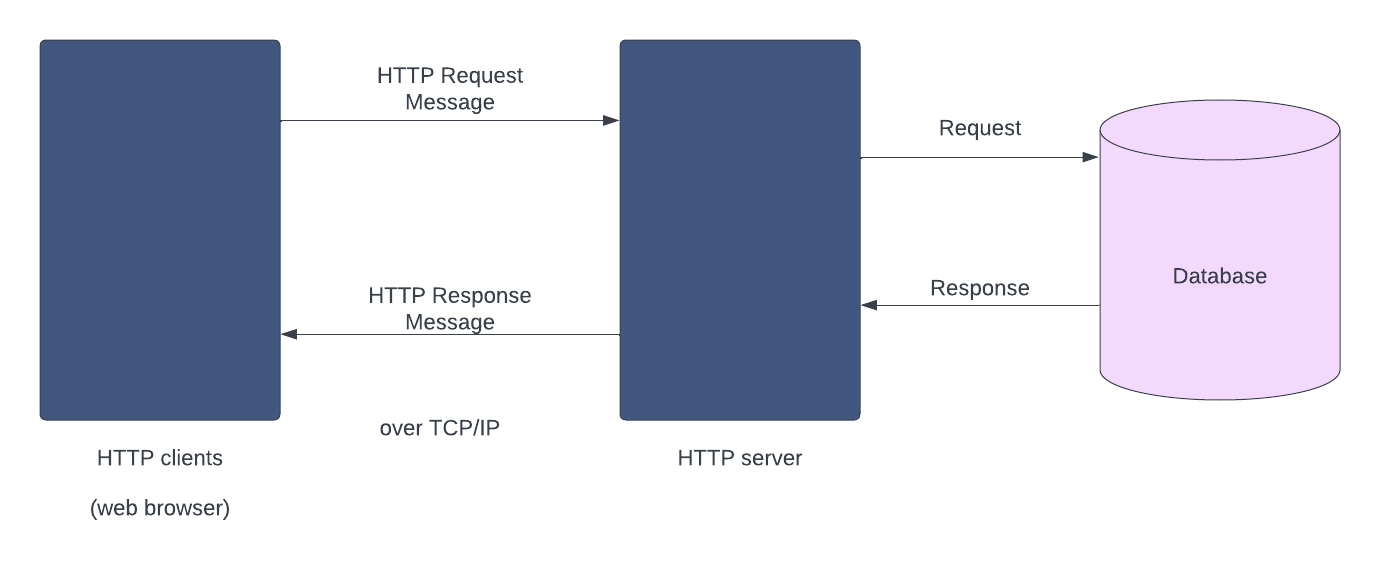 HTTP Request
Message
Request
Database
HTTP Response
Message
Response
over TCP/IP
HTTP clients
(web browser)
HTTP server